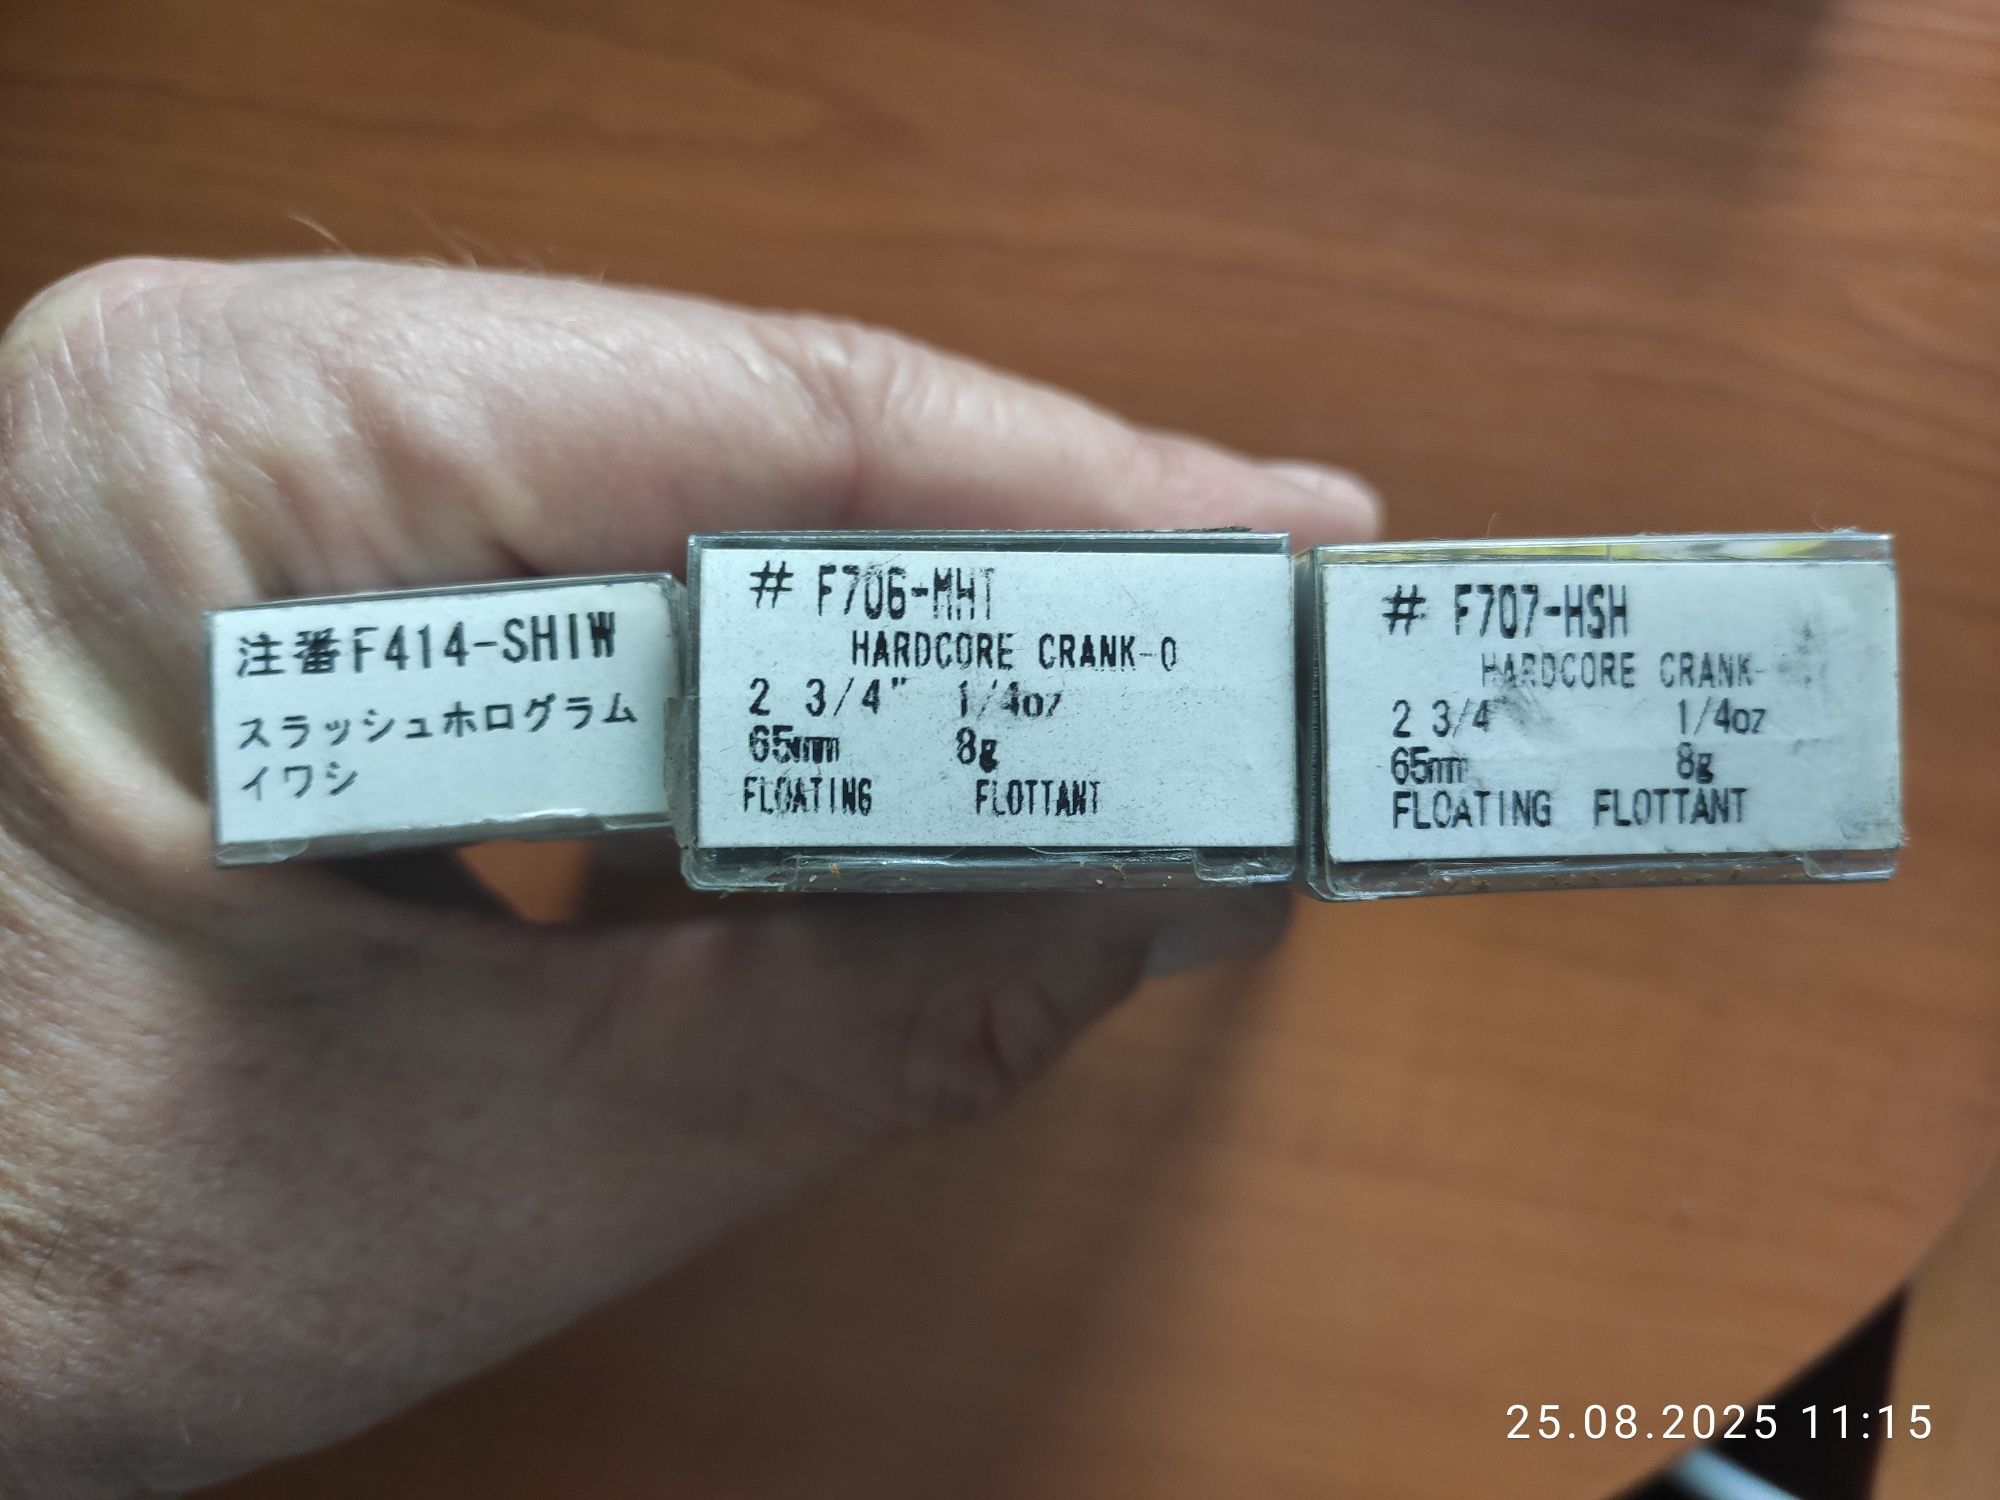 注番F414-SHIW
スラッシュホログラム
イワシ
# F706-MHT
HARDCORE CRANK-0
2 3/4" 1/4oz
65mm 8g
FLOATING FLOTTANT
# F707-HSH
HARDCORE CRANK-
2 3/4 1/4oz
65mm 8g
FLOATING FLOTTANT
25.08.2025 11:15